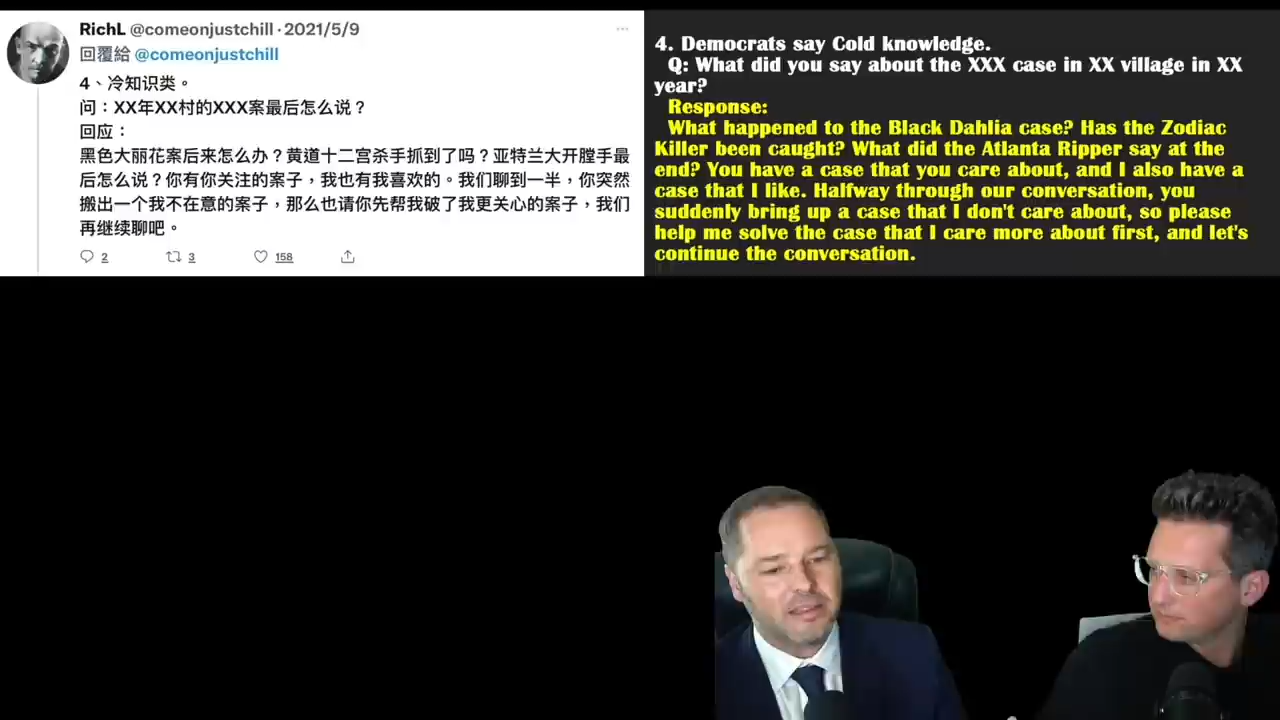 RichL @comeonjustchill · 2021/5/9
回覆給 @comeonjustchill
4、冷知识类。
问：XX年XX村的XXX案最后怎么说？
回应：
黑色大丽花案后来怎么办？黄道十二宫杀手抓到了吗？亚特兰大开膛手最
后怎么说？你有你关注的案子，我也有我喜欢的。我们聊到一半，你突然
搬出一个我不在意的案子，那么也请你先帮我破了我更关心的案子，我们
再继续聊吧。
2 3 158
4. Democrats say Cold knowledge.
Q: What did you say about the XXX case in XX village in XX
year?
Response:
What happened to the Black Dahlia case? Has the Zodiac
Killer been caught? What did the Atlanta Ripper say at the
end? You have a case that you care about, and I also have a
case that I like. Halfway through our conversation, you
suddenly bring up a case that I don't care about, so please
help me solve the case that I care more about first, and let's
continue the conversation.